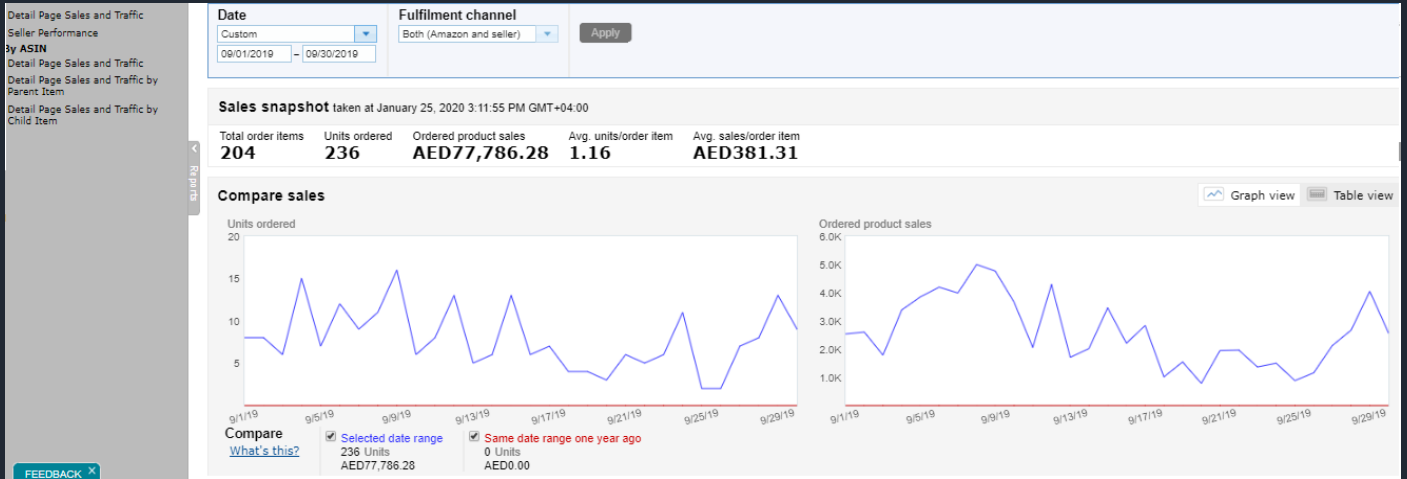 Detail Page Sales and Traffic
Seller Performance
By ASIN
Detail Page Sales and Traffic
Detail Page Sales and Traffic by
Parent Item
Detail Page Sales and Traffic by
Child Item
Reports
FEEDBACK X
Date
Custom
09/01/2019 – 09/30/2019
Fulfilment channel
Both (Amazon and seller)
Apply
Sales snapshot taken at January 25, 2020 3:11:55 PM GMT+04:00
Total order items Units ordered Ordered product sales Avg. units/order item Avg. sales/order item
204 236 AED77,786.28 1.16 AED381.31
Compare sales
Graph view Table view
Units ordered
20
15
10
5
9/1/19 9/5/19 9/9/19 9/13/19 9/17/19 9/21/19 9/25/19 9/29/19
Ordered product sales
6.0K
5.0K
4.0K
3.0K
2.0K
1.0K
9/1/19 9/5/19 9/9/19 9/13/19 9/17/19 9/21/19 9/25/19 9/29/19
Compare
What's this?
Selected date range
236 Units
AED77,786.28
Same date range one year ago
0 Units
AED0.00